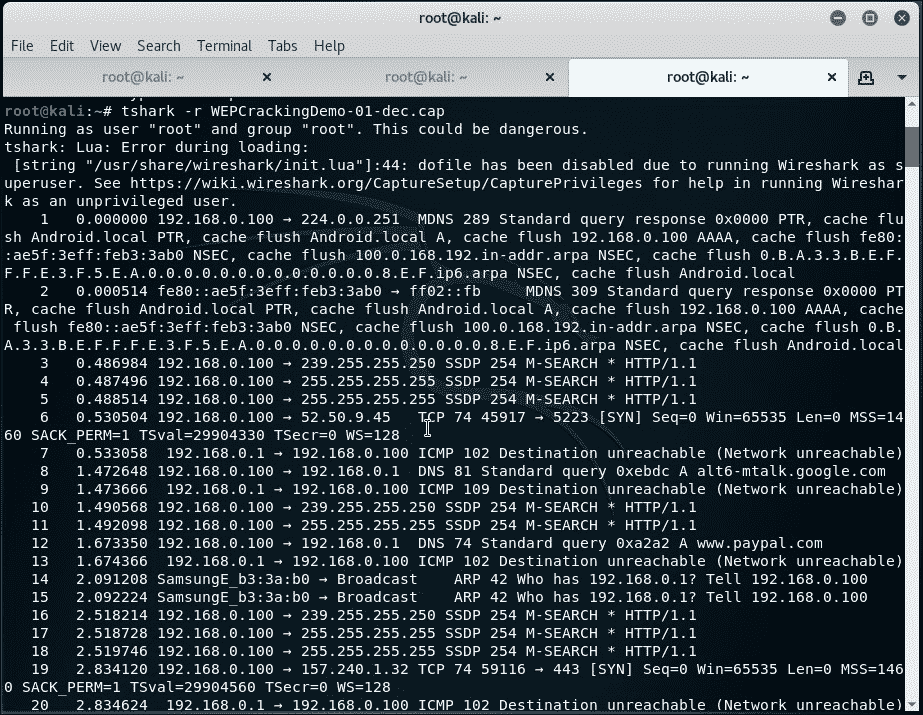 root@kali: ~
File Edit View Search Terminal Tabs Help
root@kali: ~ × root@kali: ~ × root@kali: ~ ×
root@kali:~# tshark -r WEPCrackingDemo-01-dec.cap
Running as user "root" and group "root". This could be dangerous.
tshark: Lua: Error during loading:
[string "/usr/share/wireshark/init.lua"]:44: dofile has been disabled due to running Wireshark as s
uperuser. See https://wiki.wireshark.org/CaptureSetup/CapturePrivileges for help in running Wireshar
k as an unprivileged user.
1 0.000000 192.168.0.100 → 224.0.0.251 MDNS 289 Standard query response 0x0000 PTR, cache flu
sh Android.local PTR, cache flush Android.local A, cache flush 192.168.0.100 AAAA, cache flush fe80:
:ae5f:3eff:feb3:3ab0 NSEC, cache flush 100.0.168.192.in-addr.arpa NSEC, cache flush 0.B.A.3.3.B.E.F.
F.F.E.3.F.5.E.A.0.0.0.0.0.0.0.0.0.0.0.0.0.8.E.F.ip6.arpa NSEC, cache flush Android.local
2 0.000514 fe80::ae5f:3eff:feb3:3ab0 → ff02::fb MDNS 309 Standard query response 0x0000 PT
R, cache flush Android.local PTR, cache flush Android.local A, cache flush 192.168.0.100 AAAA, cache
flush fe80::ae5f:3eff:feb3:3ab0 NSEC, cache flush 100.0.168.192.in-addr.arpa NSEC, cache flush 0.B.
A.3.3.B.E.F.F.F.E.3.F.5.E.A.0.0.0.0.0.0.0.0.0.0.0.0.0.8.E.F.ip6.arpa NSEC, cache flush Android.local
3 0.486984 192.168.0.100 → 239.255.255.250 SSDP 254 M-SEARCH * HTTP/1.1
4 0.487496 192.168.0.100 → 255.255.255.255 SSDP 254 M-SEARCH * HTTP/1.1
5 0.488514 192.168.0.100 → 255.255.255.255 SSDP 254 M-SEARCH * HTTP/1.1
6 0.530504 192.168.0.100 → 52.50.9.45 TCP 74 45917 → 5223 [SYN] Seq=0 Win=65535 Len=0 MSS=14
60 SACK_PERM=1 TSval=29904330 TSecr=0 WS=128
7 0.533058 192.168.0.1 → 192.168.0.100 ICMP 102 Destination unreachable (Network unreachable)
8 1.472648 192.168.0.100 → 192.168.0.1 DNS 81 Standard query 0xebdc A alt6-mtalk.google.com
9 1.473666 192.168.0.1 → 192.168.0.100 ICMP 109 Destination unreachable (Network unreachable)
10 1.490568 192.168.0.100 → 239.255.255.250 SSDP 254 M-SEARCH * HTTP/1.1
11 1.492098 192.168.0.100 → 255.255.255.255 SSDP 254 M-SEARCH * HTTP/1.1
12 1.673350 192.168.0.100 → 192.168.0.1 DNS 74 Standard query 0xa2a2 A www.paypal.com
13 1.674366 192.168.0.1 → 192.168.0.100 ICMP 102 Destination unreachable (Network unreachable)
14 2.091208 SamsungE_b3:3a:b0 → Broadcast ARP 42 Who has 192.168.0.1? Tell 192.168.0.100
15 2.092224 SamsungE_b3:3a:b0 → Broadcast ARP 42 Who has 192.168.0.1? Tell 192.168.0.100
16 2.518214 192.168.0.100 → 239.255.255.250 SSDP 254 M-SEARCH * HTTP/1.1
17 2.518728 192.168.0.100 → 255.255.255.255 SSDP 254 M-SEARCH * HTTP/1.1
18 2.519746 192.168.0.100 → 255.255.255.255 SSDP 254 M-SEARCH * HTTP/1.1
19 2.834120 192.168.0.100 → 157.240.1.32 TCP 74 59116 → 443 [SYN] Seq=0 Win=65535 Len=0 MSS=146
0 SACK_PERM=1 TSval=29904560 TSecr=0 WS=128
20 2.834624 192.168.0.1 → 192.168.0.100 ICMP 102 Destination unreachable (Network unreachable)